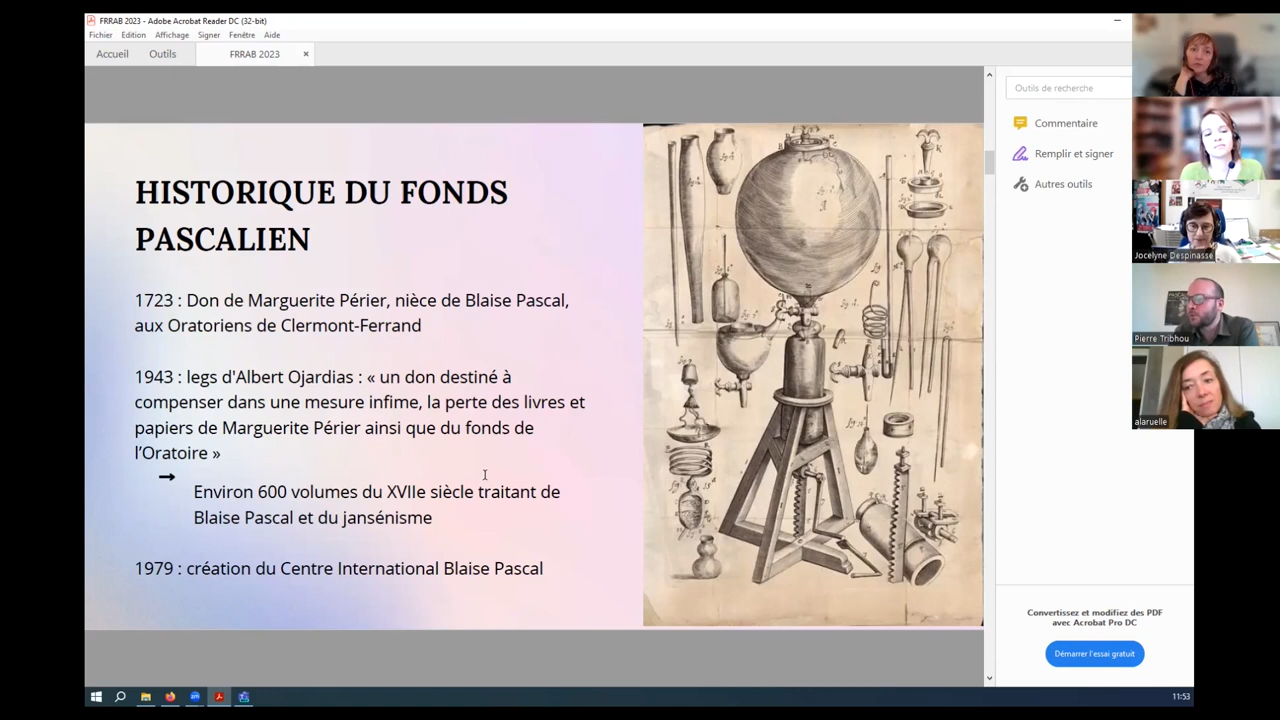 FRRAB 2023 - Adobe Acrobat Reader DC (32-bit)
Fichier Edition Affichage Signer Fenêtre Aide
Accueil Outils FRRAB 2023 ×
Outils de recherche
Commentaire
Remplir et signer
Autres outils
HISTORIQUE DU FONDS
PASCALIEN
1723 : Don de Marguerite Périer, nièce de Blaise Pascal,
aux Oratoriens de Clermont-Ferrand
1943 : legs d'Albert Ojardias : « un don destiné à
compenser dans une mesure infime, la perte des livres et
papiers de Marguerite Périer ainsi que du fonds de
l’Oratoire »
Environ 600 volumes du XVIIe siècle traitant de
Blaise Pascal et du jansénisme
1979 : création du Centre International Blaise Pascal
Jocelyne Despinasse
Pierre Tribhou
alaruelle
Convertissez et modifiez des PDF
avec Acrobat Pro DC
Démarrer l'essai gratuit
11:53